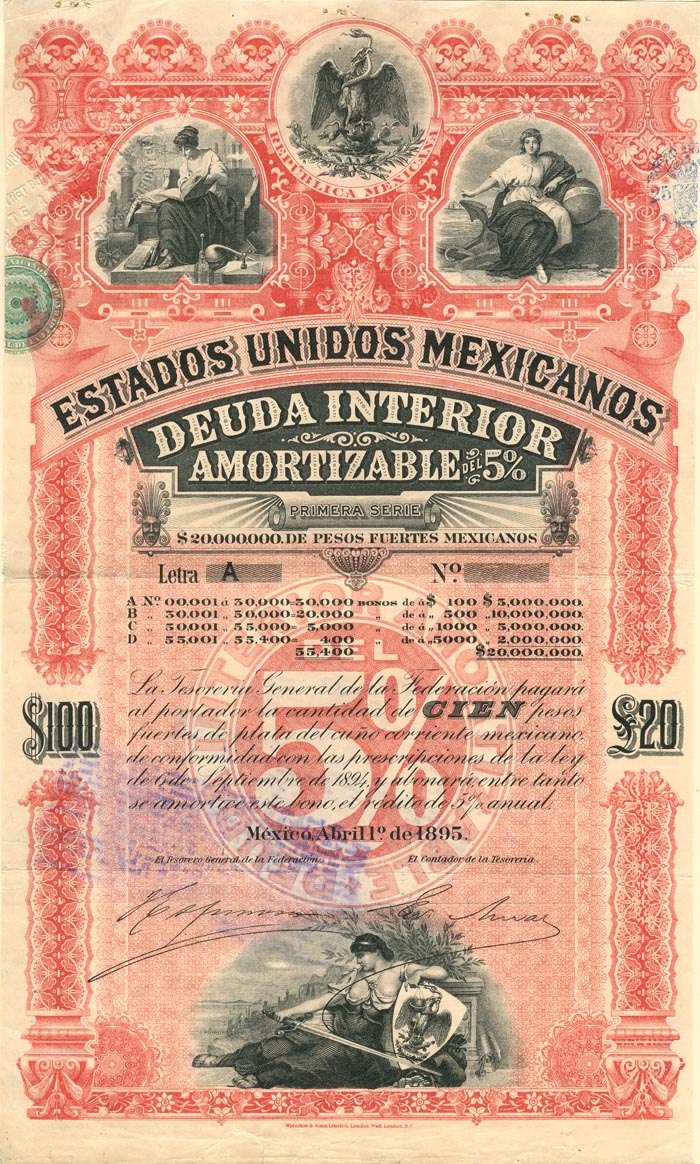 REPUBLICA MEXICANA
ESTADOS UNIDOS MEXICANOS
DEUDA INTERIOR
AMORTIZABLE DEL 5%
PRIMERA SERIE
$20.000.000. DE PESOS FUERTES MEXICANOS
Letra A Nº
A Nº 00,001 á 30,000=30,000 BONOS de á $ 100 $ 3,000,000.
B " 30,001 " 50,000=20,000 " de á " 500 " 10,000,000.
C " 50,001 " 55,000= 5,000 " de á " 1000 " 5,000,000.
D " 55,001 " 55,400= 400 " de á " 5000 " 2,000,000.
55,400 $20,000,000.
La Tesorería General de la Federación pagará
al portador la cantidad de CIEN pesos
$100
£20
fuertes de plata del cuño corriente mexicano,
de conformidad con las prescripciones de la ley
de 6 de Septiembre de 1894, y abonará, entre tanto
se amortice este bono, el rédito de 5% anual.
DEL
5%
México, Abril 1º. de 1895.
El Tesorero General de la Federación. El Contador de la Tesorería
Waterlow & Sons, Limited, London Wall, London, E.C.